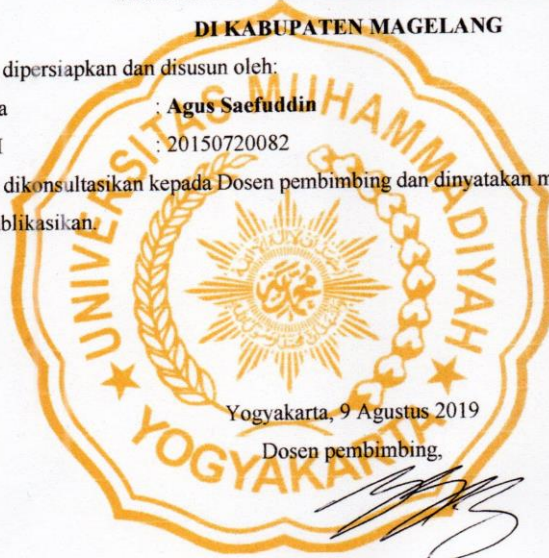 DI KABUPATEN MAGELANG
dipersiapkan dan disusun oleh:
: Agus Saefuddin
: 20150720082
dikonsultasikan kepada Dosen pembimbing dan dinyatakan
UNIVERSITAS MUHAMMADIYAH
YOGYAKARTA
Yogyakarta, 9 Agustus 2019
Dosen pembimbing,